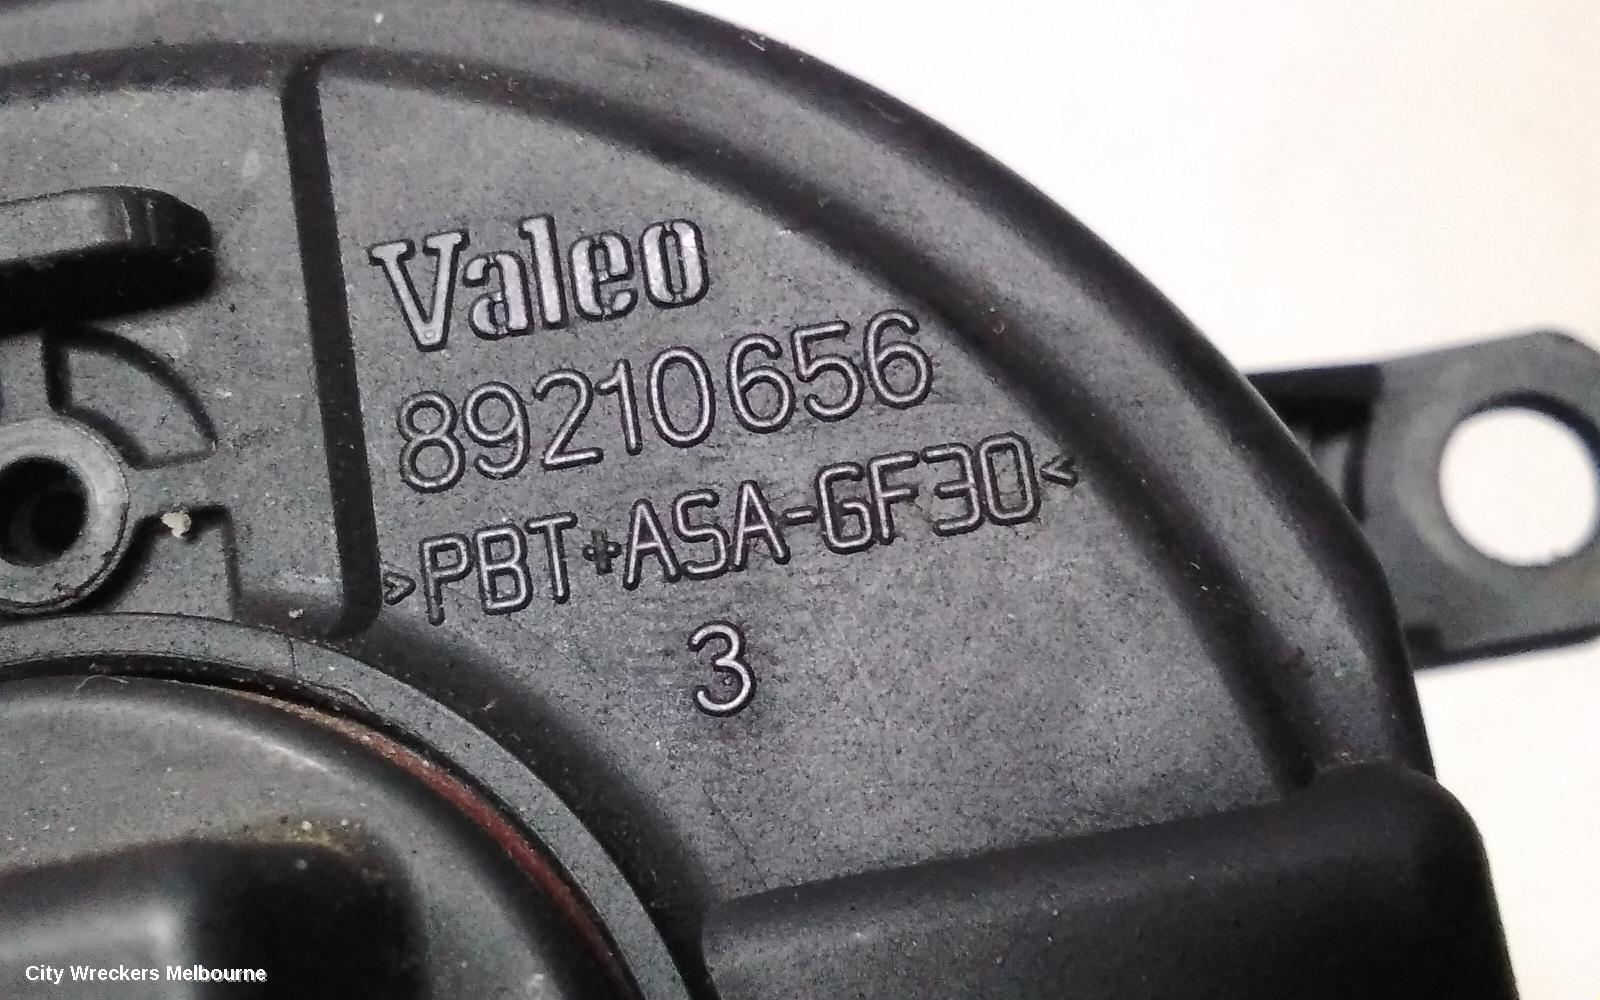 Valeo
89210656
>PBT+ASA-GF30<
3
City Wreckers Melbourne